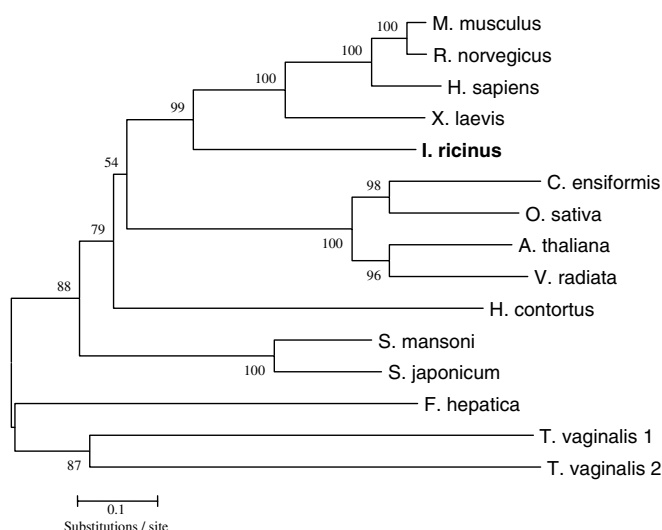 M. musculus
100
R. norvegicus
100
H. sapiens
100
X. laevis
99
I. ricinus
54
C. ensiformis
98
O. sativa
100
A. thaliana
79
V. radiata
96
88
H. contortus
S. mansoni
100
S. japonicum
F. hepatica
T. vaginalis 1
87
T. vaginalis 2
0.1
Substitutions / site